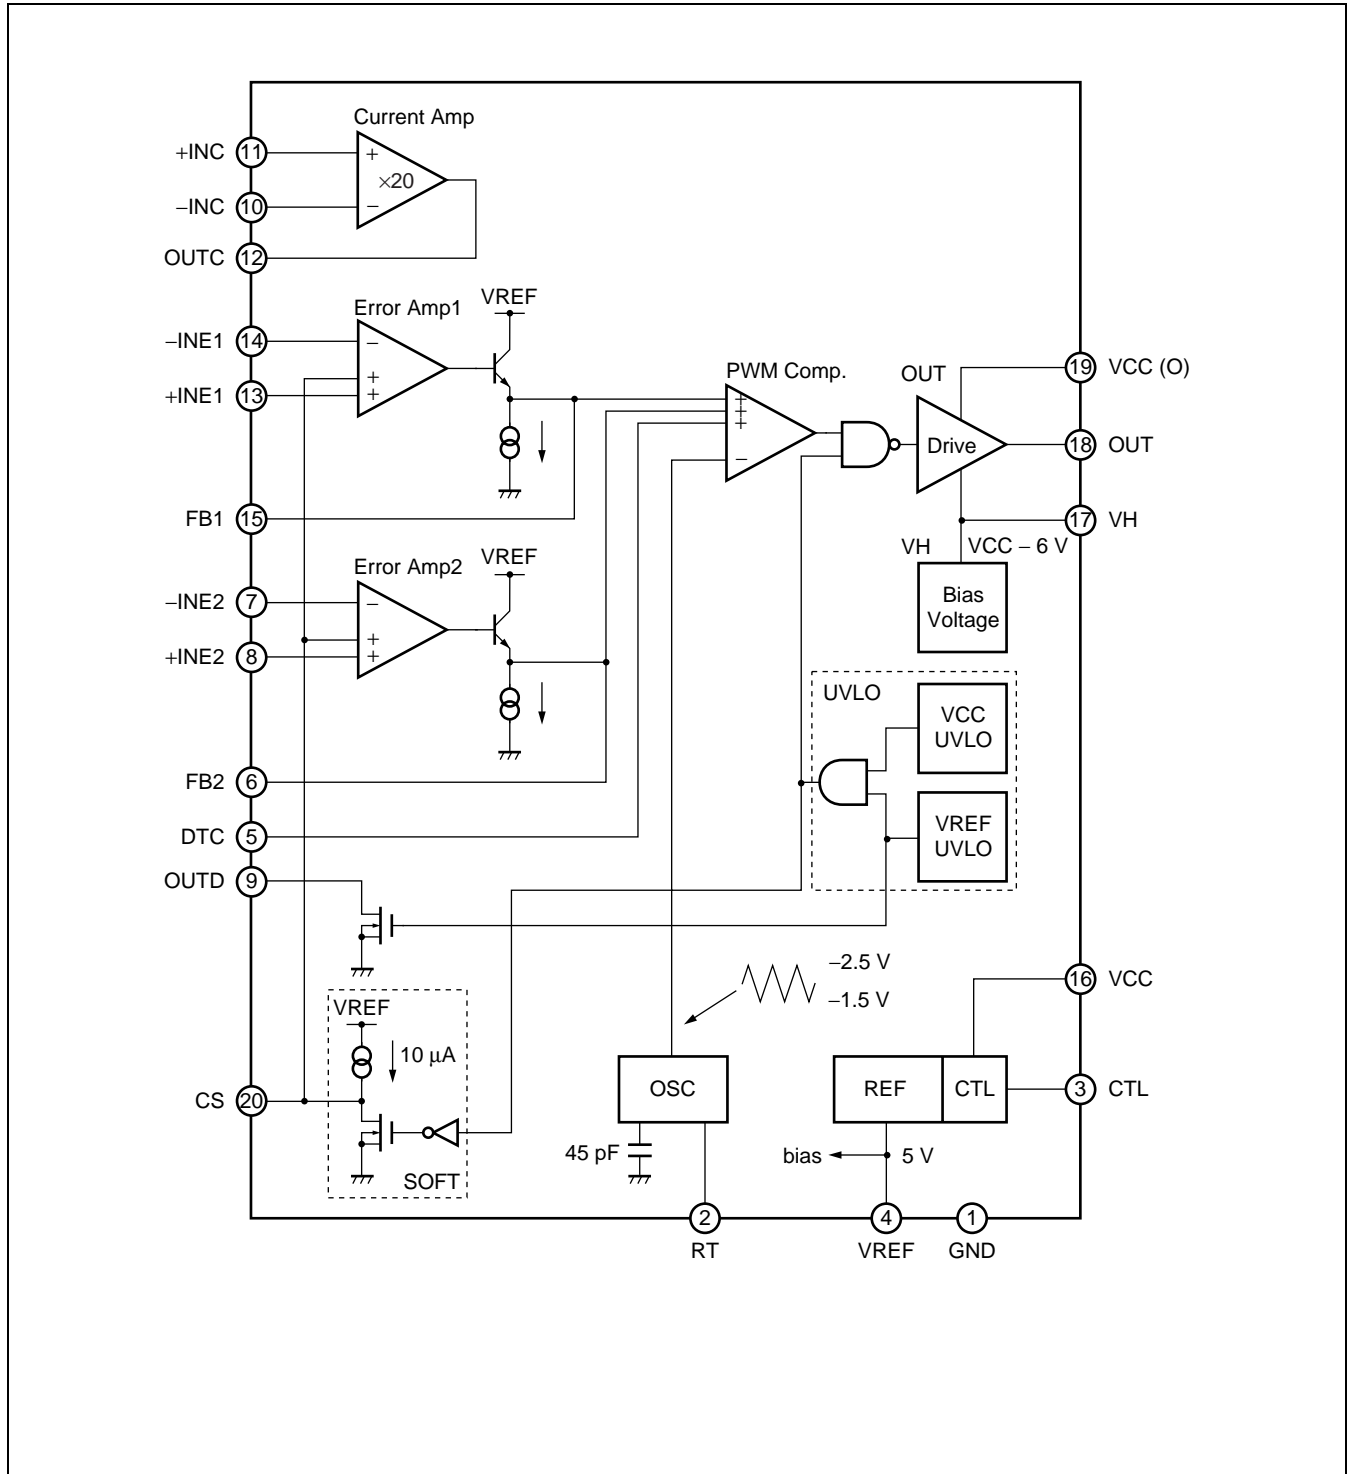 Current Amp
+INC 11
+
×20
−INC 10
−
OUTC 12
Error Amp1
VREF
−INE1 14
−
+
+INE1 13
+
PWM Comp.
+
+
+
−
OUT
Drive
19 VCC (O)
18 OUT
FB1 15
17 VH
VH
VCC − 6 V
Bias
Voltage
Error Amp2
VREF
−INE2 7
−
+
+INE2 8
+
UVLO
VCC
UVLO
VREF
UVLO
FB2 6
DTC 5
OUTD 9
−2.5 V
−1.5 V
16 VCC
VREF
10 μA
CS 20
SOFT
OSC
45 pF
REF
CTL
3 CTL
bias
5 V
2
RT
4
VREF
1
GND